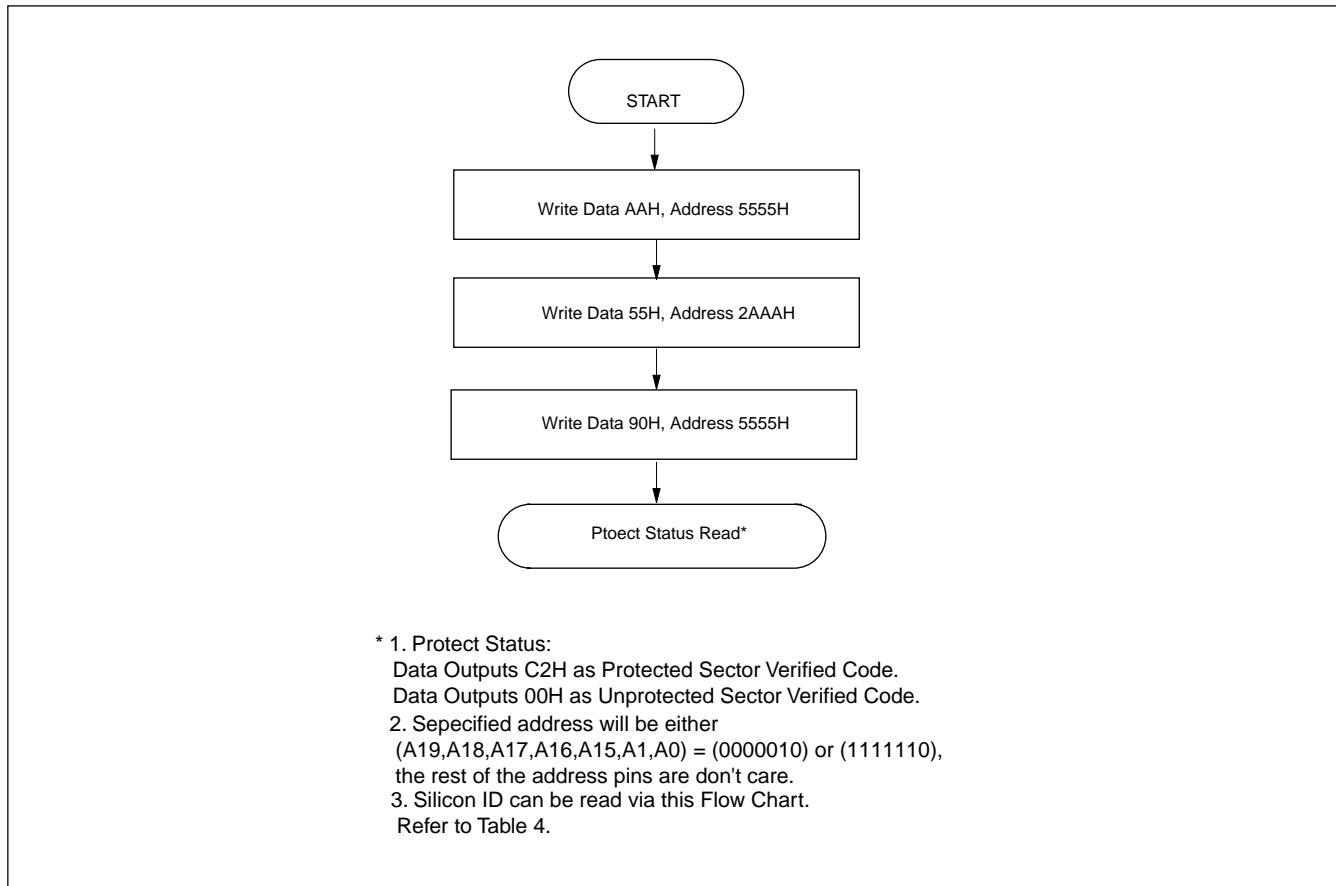 START
Write Data AAH, Address 5555H
Write Data 55H, Address 2AAAH
Write Data 90H, Address 5555H
Ptoect Status Read*
* 1. Protect Status:
Data Outputs C2H as Protected Sector Verified Code.
Data Outputs 00H as Unprotected Sector Verified Code.
2. Sepecified address will be either
(A19,A18,A17,A16,A15,A1,A0) = (0000010) or (1111110),
the rest of the address pins are don't care.
3. Silicon ID can be read via this Flow Chart.
Refer to Table 4.